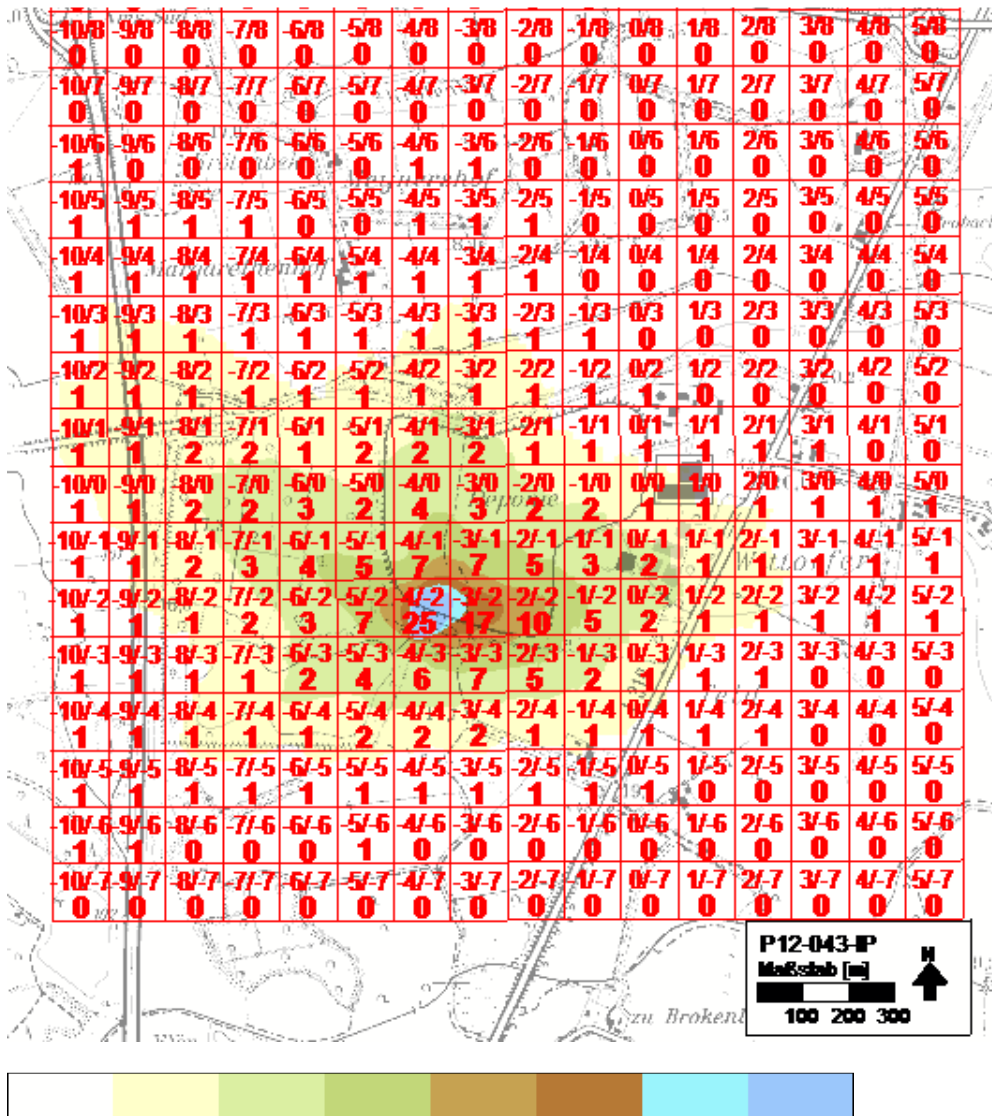 -10/8 -9/8 -8/8 -7/8 -6/8 -5/8 -4/8 -3/8 -2/8 -1/8 0/8 1/8 2/8 3/8 4/8 5/8
0 0 0 0 0 0 0 0 0 0 0 0 0 0 0 0
-10/7 -9/7 -8/7 -7/7 -6/7 -5/7 -4/7 -3/7 -2/7 -1/7 0/7 1/7 2/7 3/7 4/7 5/7
0 0 0 0 0 0 0 0 0 0 0 0 0 0 0 0
-10/6 -9/6 -8/6 -7/6 -6/6 -5/6 -4/6 -3/6 -2/6 -1/6 0/6 1/6 2/6 3/6 4/6 5/6
1 0 0 0 0 0 1 1 0 0 0 0 0 0 0 0
-10/5 -9/5 -8/5 -7/5 -6/5 -5/5 -4/5 -3/5 -2/5 -1/5 0/5 1/5 2/5 3/5 4/5 5/5
1 1 1 1 0 0 1 1 1 0 0 0 0 0 0 0
Margarethenhof
-10/4 -9/4 -8/4 -7/4 -6/4 -5/4 -4/4 -3/4 -2/4 -1/4 0/4 1/4 2/4 3/4 4/4 5/4
1 1 1 1 1 1 1 1 1 0 0 0 0 0 0 0
-10/3 -9/3 -8/3 -7/3 -6/3 -5/3 -4/3 -3/3 -2/3 -1/3 0/3 1/3 2/3 3/3 4/3 5/3
1 1 1 1 1 1 1 1 1 1 0 0 0 0 0 0
-10/2 -9/2 -8/2 -7/2 -6/2 -5/2 -4/2 -3/2 -2/2 -1/2 0/2 1/2 2/2 3/2 4/2 5/2
1 1 1 1 1 1 1 1 1 1 1 0 0 0 0 0
-10/1 -9/1 -8/1 -7/1 -6/1 -5/1 -4/1 -3/1 -2/1 -1/1 0/1 1/1 2/1 3/1 4/1 5/1
1 1 2 2 1 2 2 2 1 1 1 1 1 1 0 0
-10/0 -9/0 -8/0 -7/0 -6/0 -5/0 -4/0 -3/0 -2/0 -1/0 0/0 1/0 2/0 3/0 4/0 5/0
Deponie
1 1 2 2 3 2 4 3 2 2 1 1 1 1 1 1
-10/-1 -9/-1 -8/-1 -7/-1 -6/-1 -5/-1 -4/-1 -3/-1 -2/-1 -1/-1 0/-1 1/-1 2/-1 3/-1 4/-1 5/-1
1 1 2 3 4 5 7 7 5 3 2 1 1 1 1 1
-10/-2 -9/-2 -8/-2 -7/-2 -6/-2 -5/-2 -4/-2 -3/-2 -2/-2 -1/-2 0/-2 1/-2 2/-2 3/-2 4/-2 5/-2
1 1 1 2 3 7 25 17 10 5 2 1 1 1 1 1
-10/-3 -9/-3 -8/-3 -7/-3 -6/-3 -5/-3 -4/-3 -3/-3 -2/-3 -1/-3 0/-3 1/-3 2/-3 3/-3 4/-3 5/-3
1 1 1 1 2 4 6 7 5 2 1 1 1 0 0 0
-10/-4 -9/-4 -8/-4 -7/-4 -6/-4 -5/-4 -4/-4 -3/-4 -2/-4 -1/-4 0/-4 1/-4 2/-4 3/-4 4/-4 5/-4
1 1 1 1 1 2 2 2 1 1 1 1 1 0 0 0
-10/-5 -9/-5 -8/-5 -7/-5 -6/-5 -5/-5 -4/-5 -3/-5 -2/-5 -1/-5 0/-5 1/-5 2/-5 3/-5 4/-5 5/-5
1 1 1 1 1 1 1 1 1 1 1 0 0 0 0 0
-10/-6 -9/-6 -8/-6 -7/-6 -6/-6 -5/-6 -4/-6 -3/-6 -2/-6 -1/-6 0/-6 1/-6 2/-6 3/-6 4/-6 5/-6
1 1 0 0 0 1 0 0 0 0 0 0 0 0 0 0
-10/-7 -9/-7 -8/-7 -7/-7 -6/-7 -5/-7 -4/-7 -3/-7 -2/-7 -1/-7 0/-7 1/-7 2/-7 3/-7 4/-7 5/-7
0 0 0 0 0 0 0 0 0 0 0 0 0 0 0 0
P12-043-IP
Maßstab [m]
N
100 200 300
zu